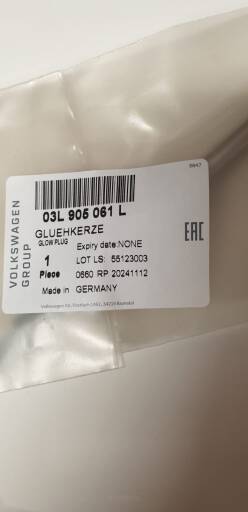 VOLKSWAGEN
GROUP
03L 905 061 L
GLUEHKERZE
GLOW PLUG
Expiry date:NONE
1
LOT LS: 55123003
Piece
0660 RP 20241112
Made in GERMANY
EAC